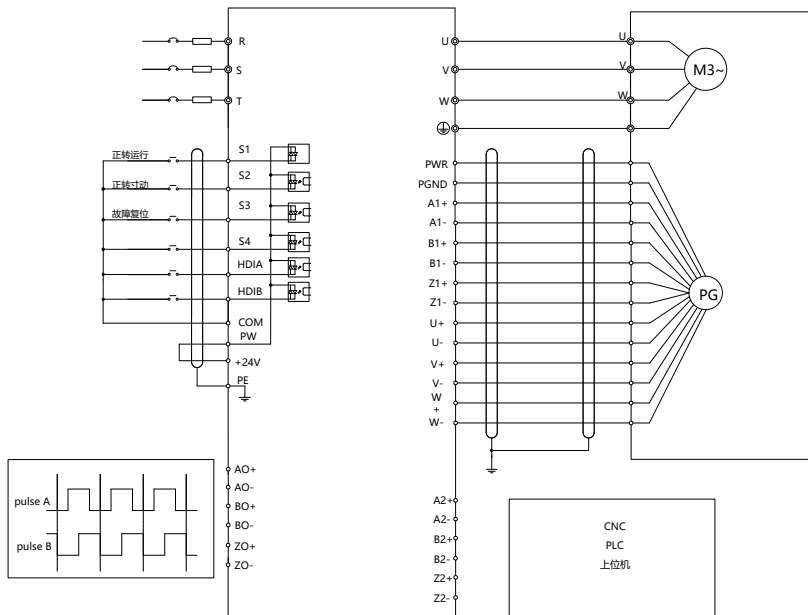 R
S
T
正转运行
正转寸动
故障复位
S1
S2
S3
S4
HDIA
HDIB
COM
PW
+24V
PE
AO+
AO-
BO+
BO-
ZO+
ZO-
pulse A
pulse B
U
V
W
U
V
W
M3~
PWR
PGND
A1+
A1-
B1+
B1-
Z1+
Z1-
U+
U-
V+
V-
W
+
W-
PG
A2+
A2-
B2+
B2-
Z2+
Z2-
CNC
PLC
上位机